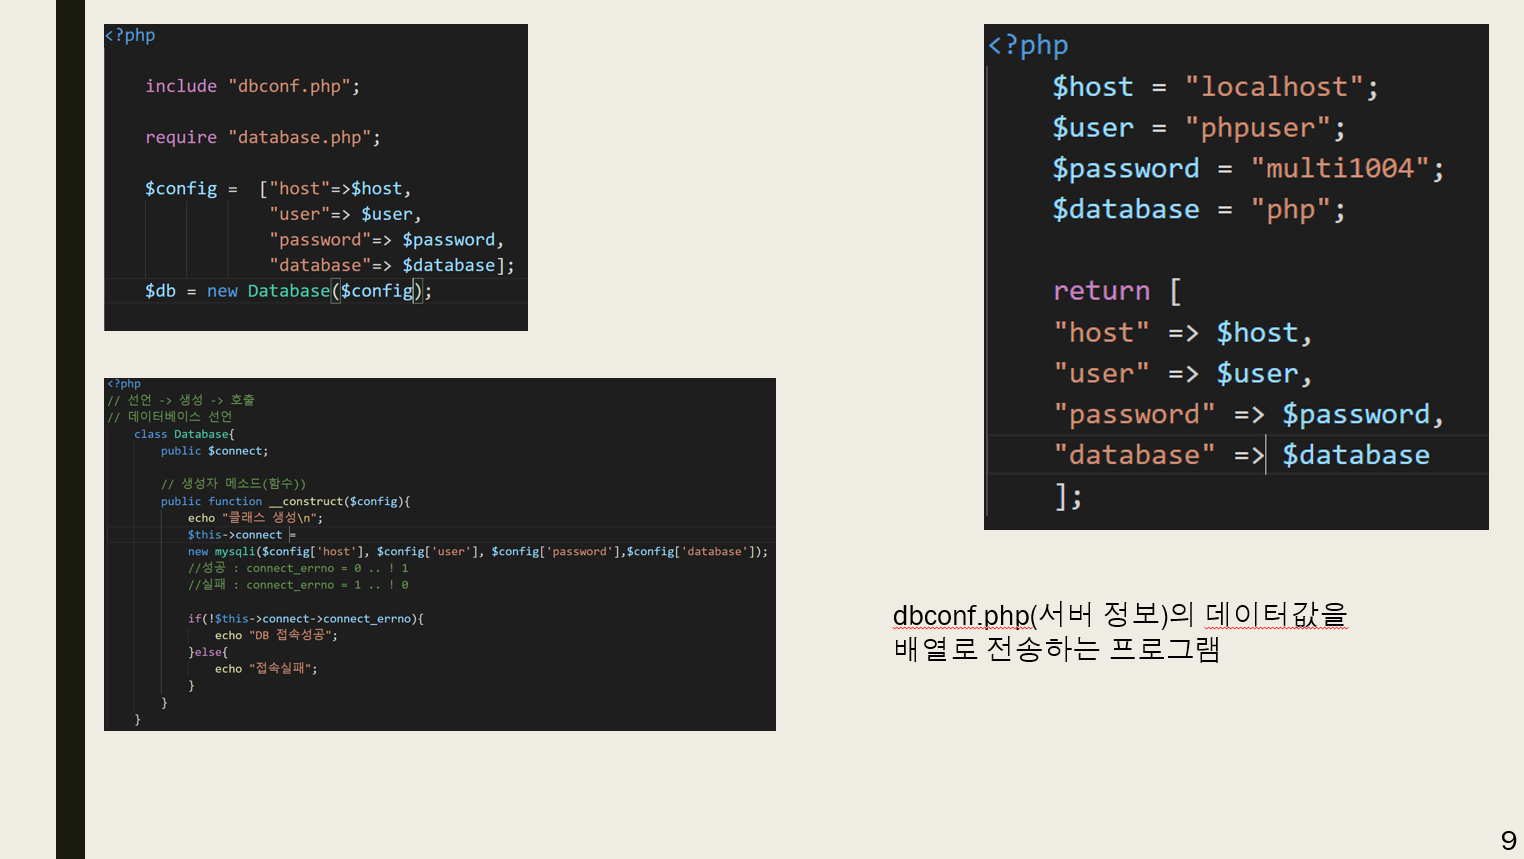 <?php
include "dbconf.php";
require "database.php";
$config = ["host"=>$host,
"user"=> $user,
"password"=> $password,
"database"=> $database];
$db = new Database($config);
<?php
// 선언 -> 생성 -> 호출
// 데이터베이스 선언
class Database{
public $connect;
// 생성자 메소드(함수))
public function __construct($config){
echo "클래스 생성\n";
$this->connect =
new mysqli($config['host'], $config['user'], $config['password'],$config['database']);
//성공 : connect_errno = 0 .. ! 1
//실패 : connect_errno = 1 .. ! 0
if(!$this->connect->connect_errno){
echo "DB 접속성공";
}else{
echo "접속실패";
}
}
}
<?php
$host = "localhost";
$user = "phpuser";
$password = "multi1004";
$database = "php";
return [
"host" => $host,
"user" => $user,
"password" => $password,
"database" => $database
];
dbconf.php(서버 정보)의 데이터값을
배열로 전송하는 프로그램
9